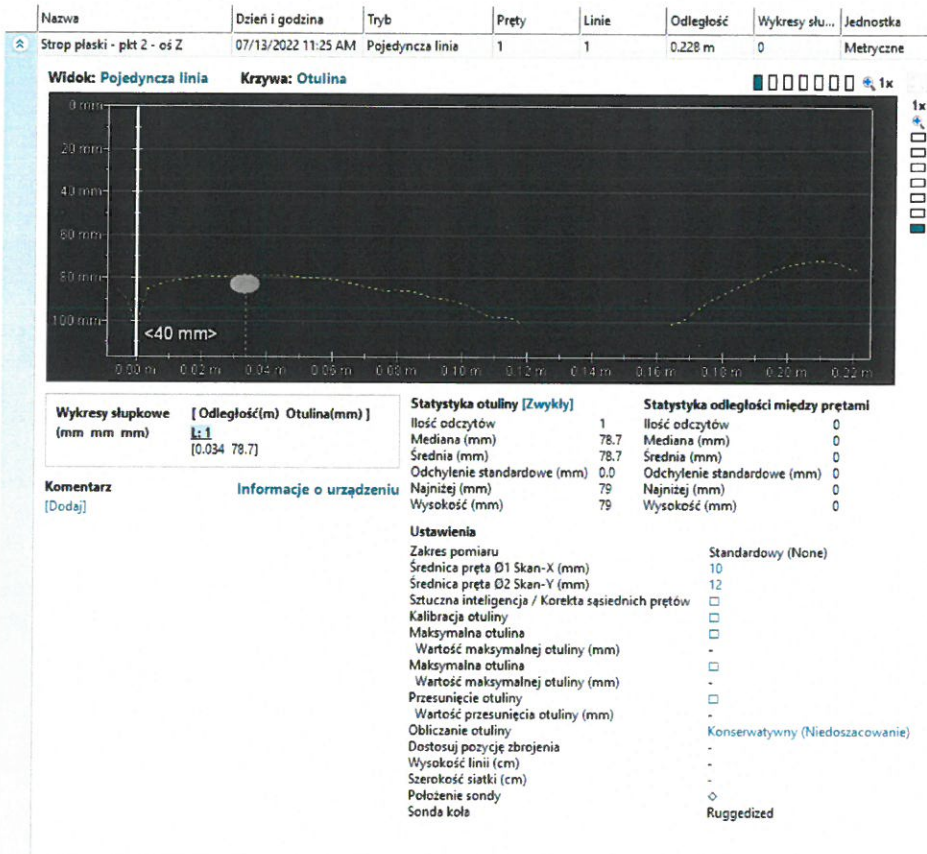 Nazwa Dzień i godzina Tryb Pręty Linie Odległość Wykresy słu... Jednostka
Strop płaski - pkt 2 - oś Z 07/13/2022 11:25 AM Pojedyncza linia 1 1 0.228 m 0 Metryczne
Widok: Pojedyncza linia Krzywa: Otulina 1x
1x
0 mm
20 mm
40 mm
60 mm
80 mm
100 mm
<40 mm>
0.00 m 0.02 m 0.04 m 0.06 m 0.08 m 0.10 m 0.12 m 0.14 m 0.16 m 0.18 m 0.20 m 0.22 m
Wykresy słupkowe [ Odległość(m) Otulina(mm) ]
(mm mm mm) L: 1
[0.034 78.7]
Komentarz Informacje o urządzeniu
[Dodaj]
Statystyka otuliny [Zwykły]
Ilość odczytów 1
Mediana (mm) 78.7
Średnia (mm) 78.7
Odchylenie standardowe (mm) 0.0
Najniżej (mm) 79
Wysokość (mm) 79
Statystyka odległości między prętami
Ilość odczytów 0
Mediana (mm) 0
Średnia (mm) 0
Odchylenie standardowe (mm) 0
Najniżej (mm) 0
Wysokość (mm) 0
Ustawienia
Zakres pomiaru Standardowy (None)
Średnica pręta Ø1 Skan-X (mm) 10
Średnica pręta Ø2 Skan-Y (mm) 12
Sztuczna inteligencja / Korekta sąsiednich prętów
Kalibracja otuliny
Maksymalna otulina
Wartość maksymalnej otuliny (mm) -
Maksymalna otulina
Wartość maksymalnej otuliny (mm) -
Przesunięcie otuliny
Wartość przesunięcia otuliny (mm) -
Obliczanie otuliny Konserwatywny (Niedoszacowanie)
Dostosuj pozycję zbrojenia -
Wysokość linii (cm) -
Szerokość siatki (cm) -
Położenie sondy
Sonda koła Ruggedized